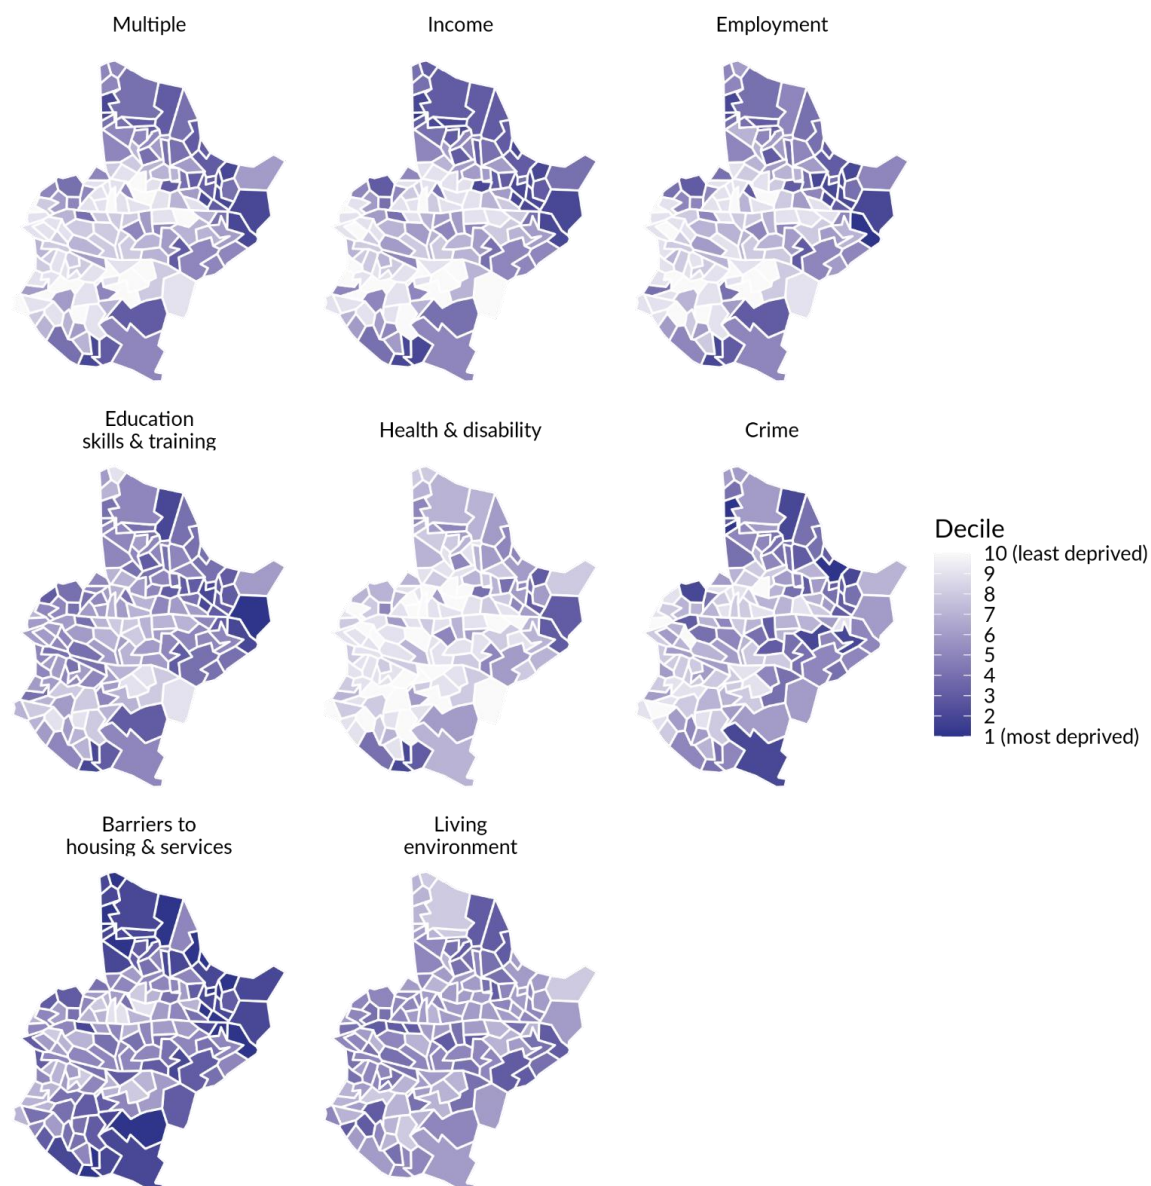 Multiple
Income
Employment
Education
skills & training
Health & disability
Crime
Decile
10 (least deprived)
9
8
7
6
5
4
3
2
1 (most deprived)
Barriers to
housing & services
Living
environment